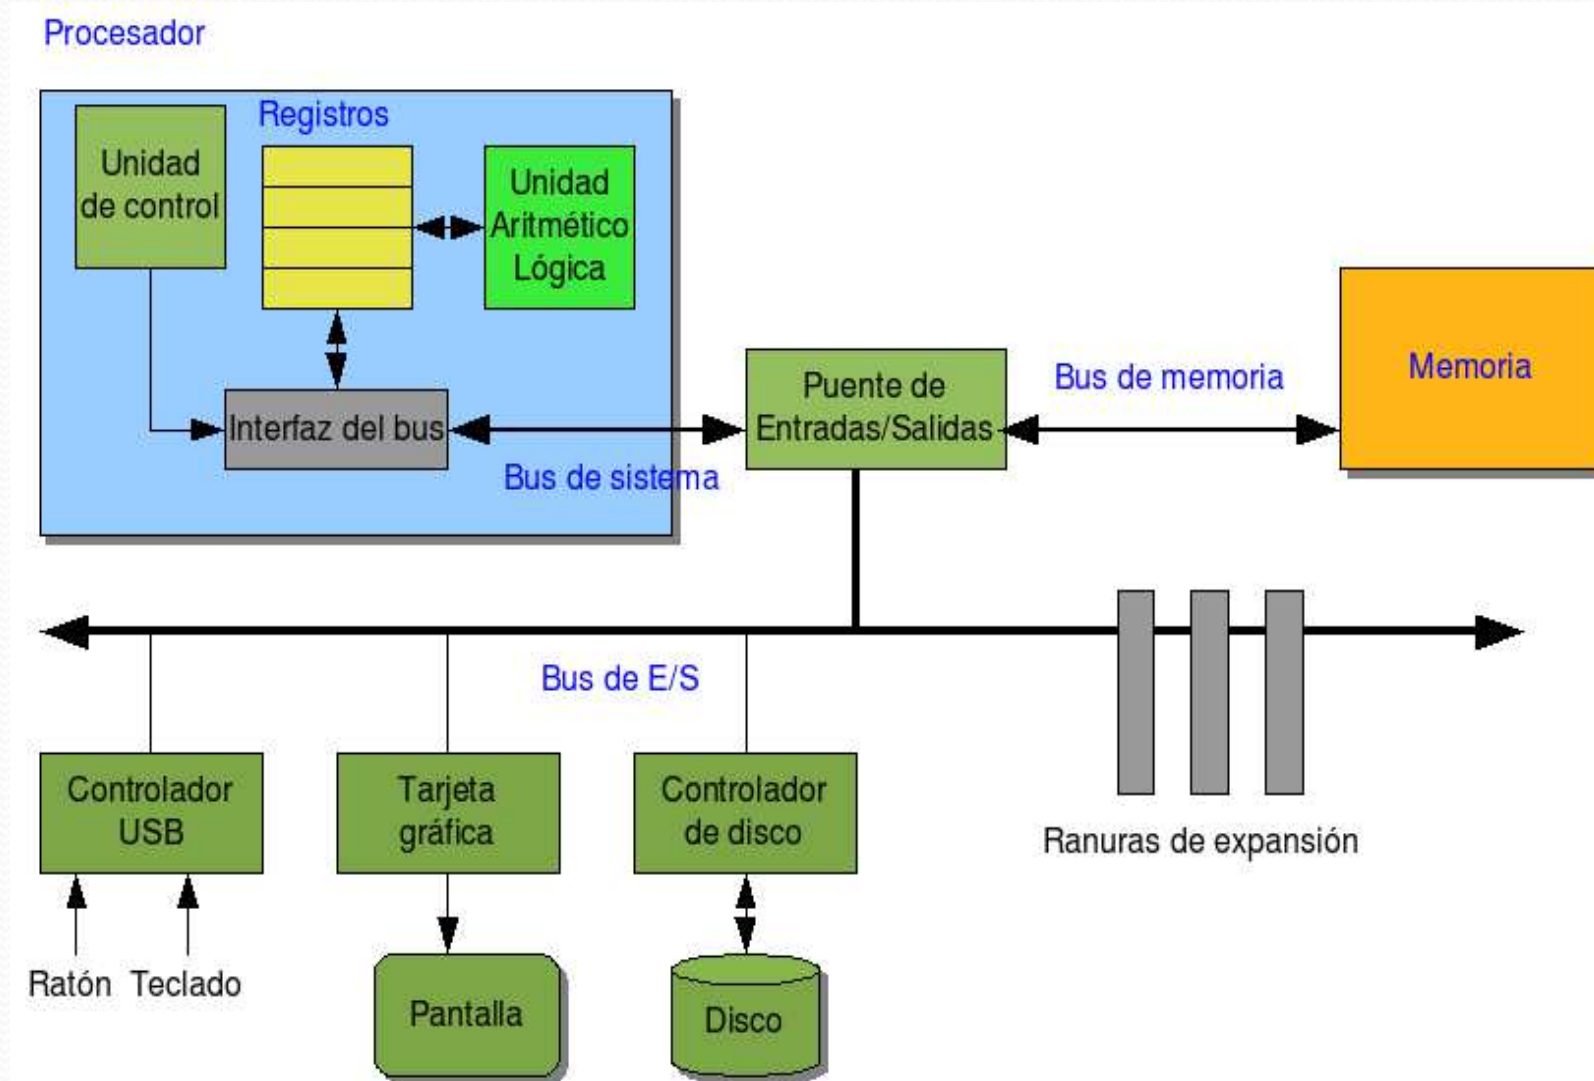 Procesador
Registros
Unidad
de control
Unidad
Aritmético
Lógica
Interfaz del bus
Bus de sistema
Puente de
Entradas/Salidas
Bus de memoria
Memoria
Bus de E/S
Controlador
USB
Tarjeta
gráfica
Controlador
de disco
Ranuras de expansión
Ratón
Teclado
Pantalla
Disco